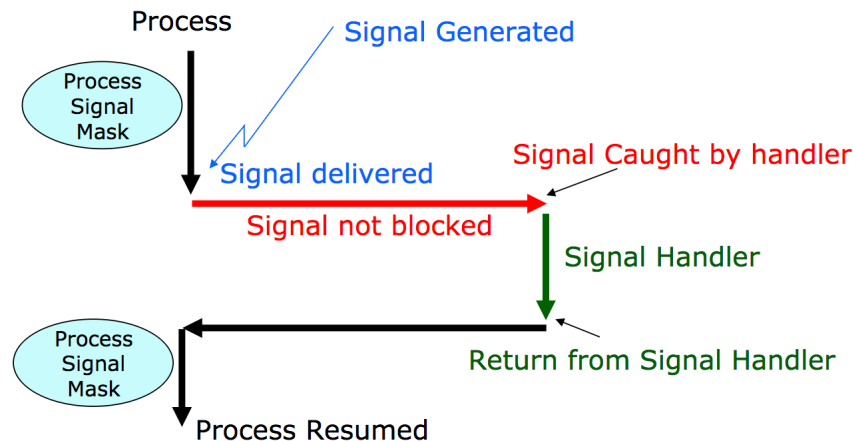 Process
Signal Generated
Process
Signal
Mask
Signal delivered
Signal Caught by handler
Signal not blocked
Signal Handler
Process
Signal
Mask
Return from Signal Handler
Process Resumed